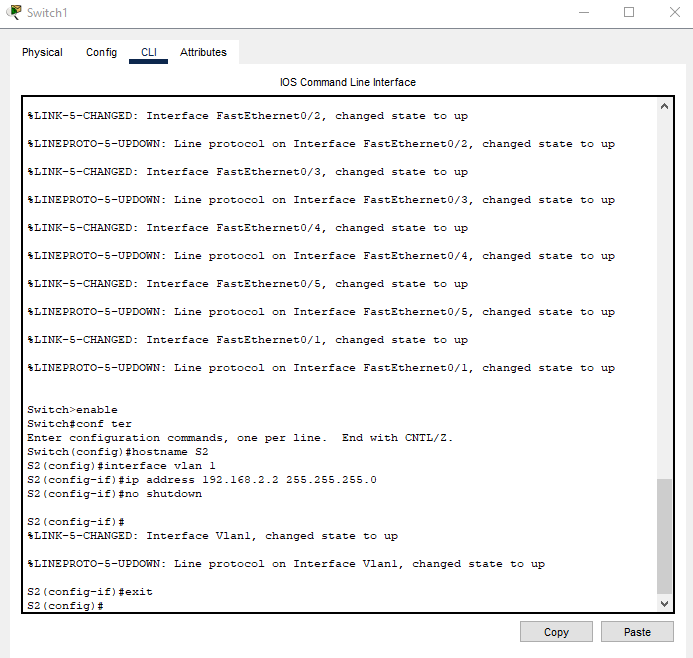 Switch1
Physical Config CLI Attributes
IOS Command Line Interface
%LINK-5-CHANGED: Interface FastEthernet0/2, changed state to up
%LINEPROTO-5-UPDOWN: Line protocol on Interface FastEthernet0/2, changed state to up
%LINK-5-CHANGED: Interface FastEthernet0/3, changed state to up
%LINEPROTO-5-UPDOWN: Line protocol on Interface FastEthernet0/3, changed state to up
%LINK-5-CHANGED: Interface FastEthernet0/4, changed state to up
%LINEPROTO-5-UPDOWN: Line protocol on Interface FastEthernet0/4, changed state to up
%LINK-5-CHANGED: Interface FastEthernet0/5, changed state to up
%LINEPROTO-5-UPDOWN: Line protocol on Interface FastEthernet0/5, changed state to up
%LINK-5-CHANGED: Interface FastEthernet0/1, changed state to up
%LINEPROTO-5-UPDOWN: Line protocol on Interface FastEthernet0/1, changed state to up
Switch>enable
Switch#conf ter
Enter configuration commands, one per line.  End with CNTL/Z.
Switch(config)#hostname S2
S2(config)#interface vlan 1
S2(config-if)#ip address 192.168.2.2 255.255.255.0
S2(config-if)#no shutdown
S2(config-if)#
%LINK-5-CHANGED: Interface Vlan1, changed state to up
%LINEPROTO-5-UPDOWN: Line protocol on Interface Vlan1, changed state to up
S2(config-if)#exit
S2(config)#
Copy Paste